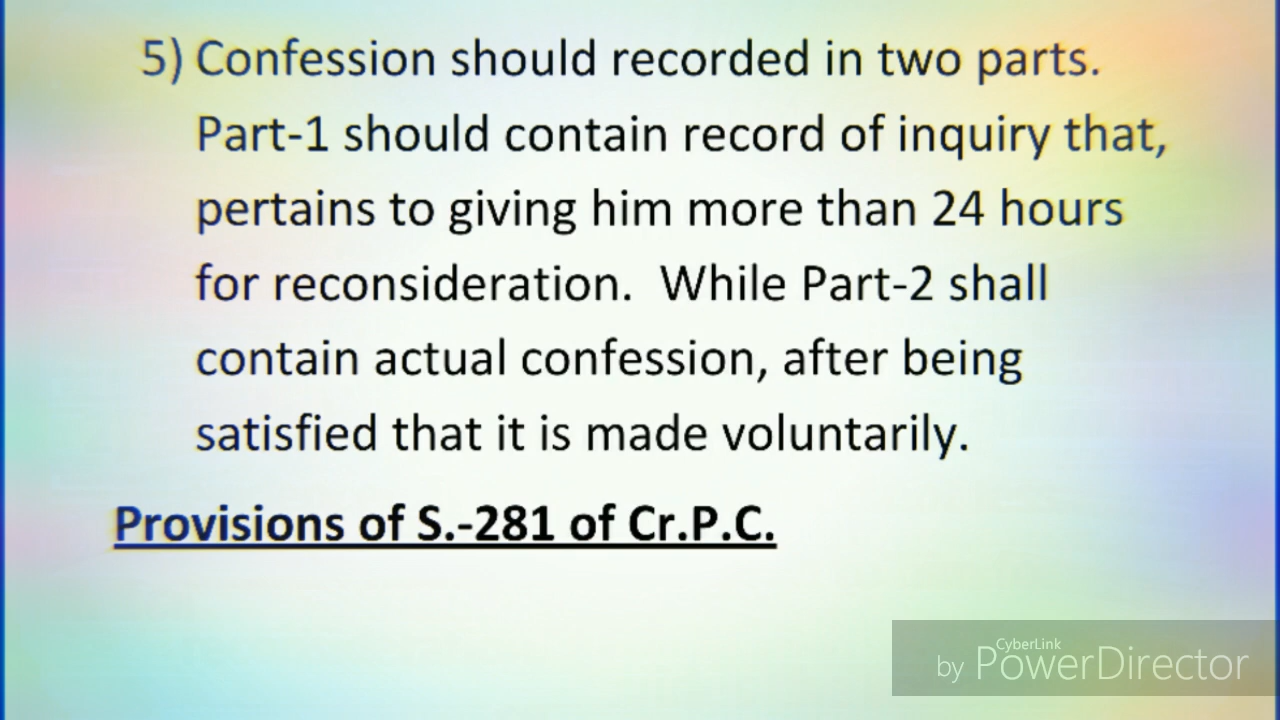 5) Confession should recorded in two parts.
Part-1 should contain record of inquiry that,
pertains to giving him more than 24 hours
for reconsideration. While Part-2 shall
contain actual confession, after being
satisfied that it is made voluntarily.
Provisions of S.-281 of Cr.P.C.
CyberLink
by PowerDirector